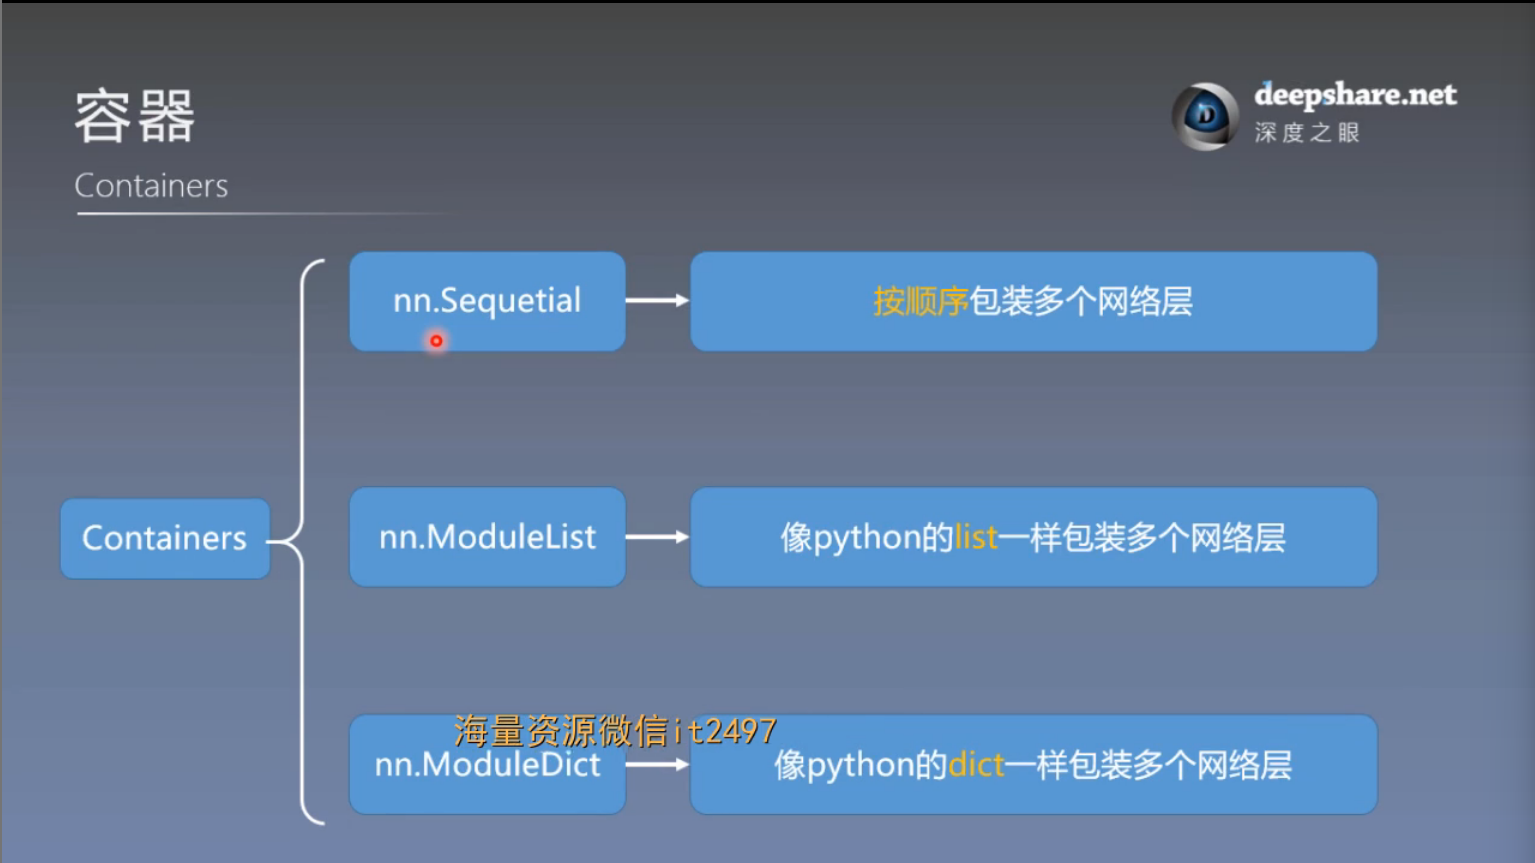 容器
Containers
deepshare.net
深度之眼
nn.Sequetial
按顺序包装多个网络层
Containers
nn.ModuleList
像python的list一样包装多个网络层
海量资源微信it2497
nn.ModuleDict
像python的dict一样包装多个网络层